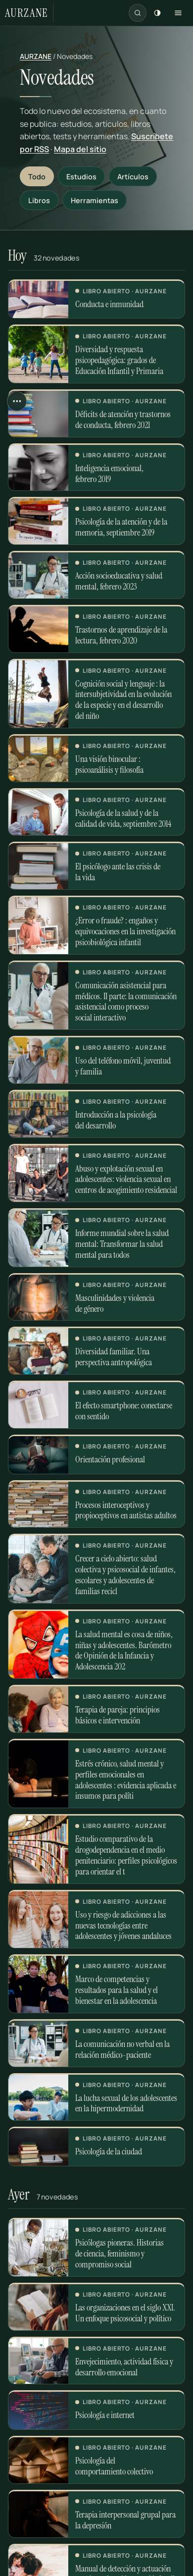 AURZANE
AURZANE / Novedades
Novedades
Todo lo nuevo del ecosistema, en cuanto
se publica: estudios, artículos, libros
abiertos, tests y herramientas. Suscríbete
por RSS · Mapa del sitio
Todo
Estudios
Artículos
Libros
Herramientas
Hoy 32 novedades
LIBRO ABIERTO · AURZANE
Conducta e inmunidad
LIBRO ABIERTO · AURZANE
Diversidad y respuesta
psicopedagógica: grados de
Educación Infantil y Primaria
LIBRO ABIERTO · AURZANE
Déficits de atención y trastornos
de conducta, febrero 2021
LIBRO ABIERTO · AURZANE
Inteligencia emocional,
febrero 2019
LIBRO ABIERTO · AURZANE
Psicología de la atención y de la
memoria, septiembre 2019
LIBRO ABIERTO · AURZANE
Acción socioeducativa y salud
mental, febrero 2023
LIBRO ABIERTO · AURZANE
Trastornos de aprendizaje de la
lectura, febrero 2020
LIBRO ABIERTO · AURZANE
Cognición social y lenguaje : la
intersubjetividad en la evolución
de la especie y en el desarrollo
del niño
LIBRO ABIERTO · AURZANE
Una visión binocular :
psicoanálisis y filosofía
LIBRO ABIERTO · AURZANE
Psicología de la salud y de la
calidad de vida, septiembre 2014
LIBRO ABIERTO · AURZANE
El psicólogo ante las crisis de
la vida
LIBRO ABIERTO · AURZANE
¿Error o fraude? : engaños y
equivocaciones en la investigación
psicobiológica infantil
LIBRO ABIERTO · AURZANE
Comunicación asistencial para
médicos. II parte: la comunicación
asistencial como proceso
social interactivo
LIBRO ABIERTO · AURZANE
Uso del teléfono móvil, juventud
y familia
LIBRO ABIERTO · AURZANE
Introducción a la psicología
del desarrollo
LIBRO ABIERTO · AURZANE
Abuso y explotación sexual en
adolescentes: violencia sexual en
centros de acogimiento residencial
LIBRO ABIERTO · AURZANE
Informe mundial sobre la salud
mental: Transformar la salud
mental para todos
LIBRO ABIERTO · AURZANE
Masculinidades y violencia
de género
LIBRO ABIERTO · AURZANE
Diversidad familiar. Una
perspectiva antropológica
LIBRO ABIERTO · AURZANE
El efecto smartphone: conectarse
con sentido
LIBRO ABIERTO · AURZANE
Orientación profesional
LIBRO ABIERTO · AURZANE
Procesos interoceptivos y
propioceptivos en autistas adultos
LIBRO ABIERTO · AURZANE
Crecer a cielo abierto: salud
colectiva y psicosocial de infantes,
escolares y adolescentes de
familias recicl
LIBRO ABIERTO · AURZANE
La salud mental es cosa de niños,
niñas y adolescentes. Barómetro
de Opinión de la Infancia y
Adolescencia 202
LIBRO ABIERTO · AURZANE
Terapia de pareja: principios
básicos e intervención
LIBRO ABIERTO · AURZANE
Estrés crónico, salud mental y
perfiles emocionales en
adolescentes : evidencia aplicada e
insumos para políti
LIBRO ABIERTO · AURZANE
Estudio comparativo de la
drogodependencia en el medio
penitenciario: perfiles psicológicos
para orientar el t
LIBRO ABIERTO · AURZANE
Uso y riesgo de adicciones a las
nuevas tecnologías entre
adolescentes y jóvenes andaluces
LIBRO ABIERTO · AURZANE
Marco de competencias y
resultados para la salud y el
bienestar en la adolescencia
LIBRO ABIERTO · AURZANE
La comunicación no verbal en la
relación médico- paciente
LIBRO ABIERTO · AURZANE
La lucha sexual de los adolescentes
en la hipermodernidad
LIBRO ABIERTO · AURZANE
Psicología de la ciudad
Ayer 7 novedades
LIBRO ABIERTO · AURZANE
Psicólogas pioneras. Historias
de ciencia, feminismo y
compromiso social
LIBRO ABIERTO · AURZANE
Las organizaciones en el siglo XXI.
Un enfoque psicosocial y político
LIBRO ABIERTO · AURZANE
Envejecimiento, actividad física y
desarrollo emocional
LIBRO ABIERTO · AURZANE
Psicología e internet
LIBRO ABIERTO · AURZANE
Psicología del
comportamiento colectivo
LIBRO ABIERTO · AURZANE
Terapia interpersonal grupal para
la depresión
LIBRO ABIERTO · AURZANE
Manual de detección y actuación